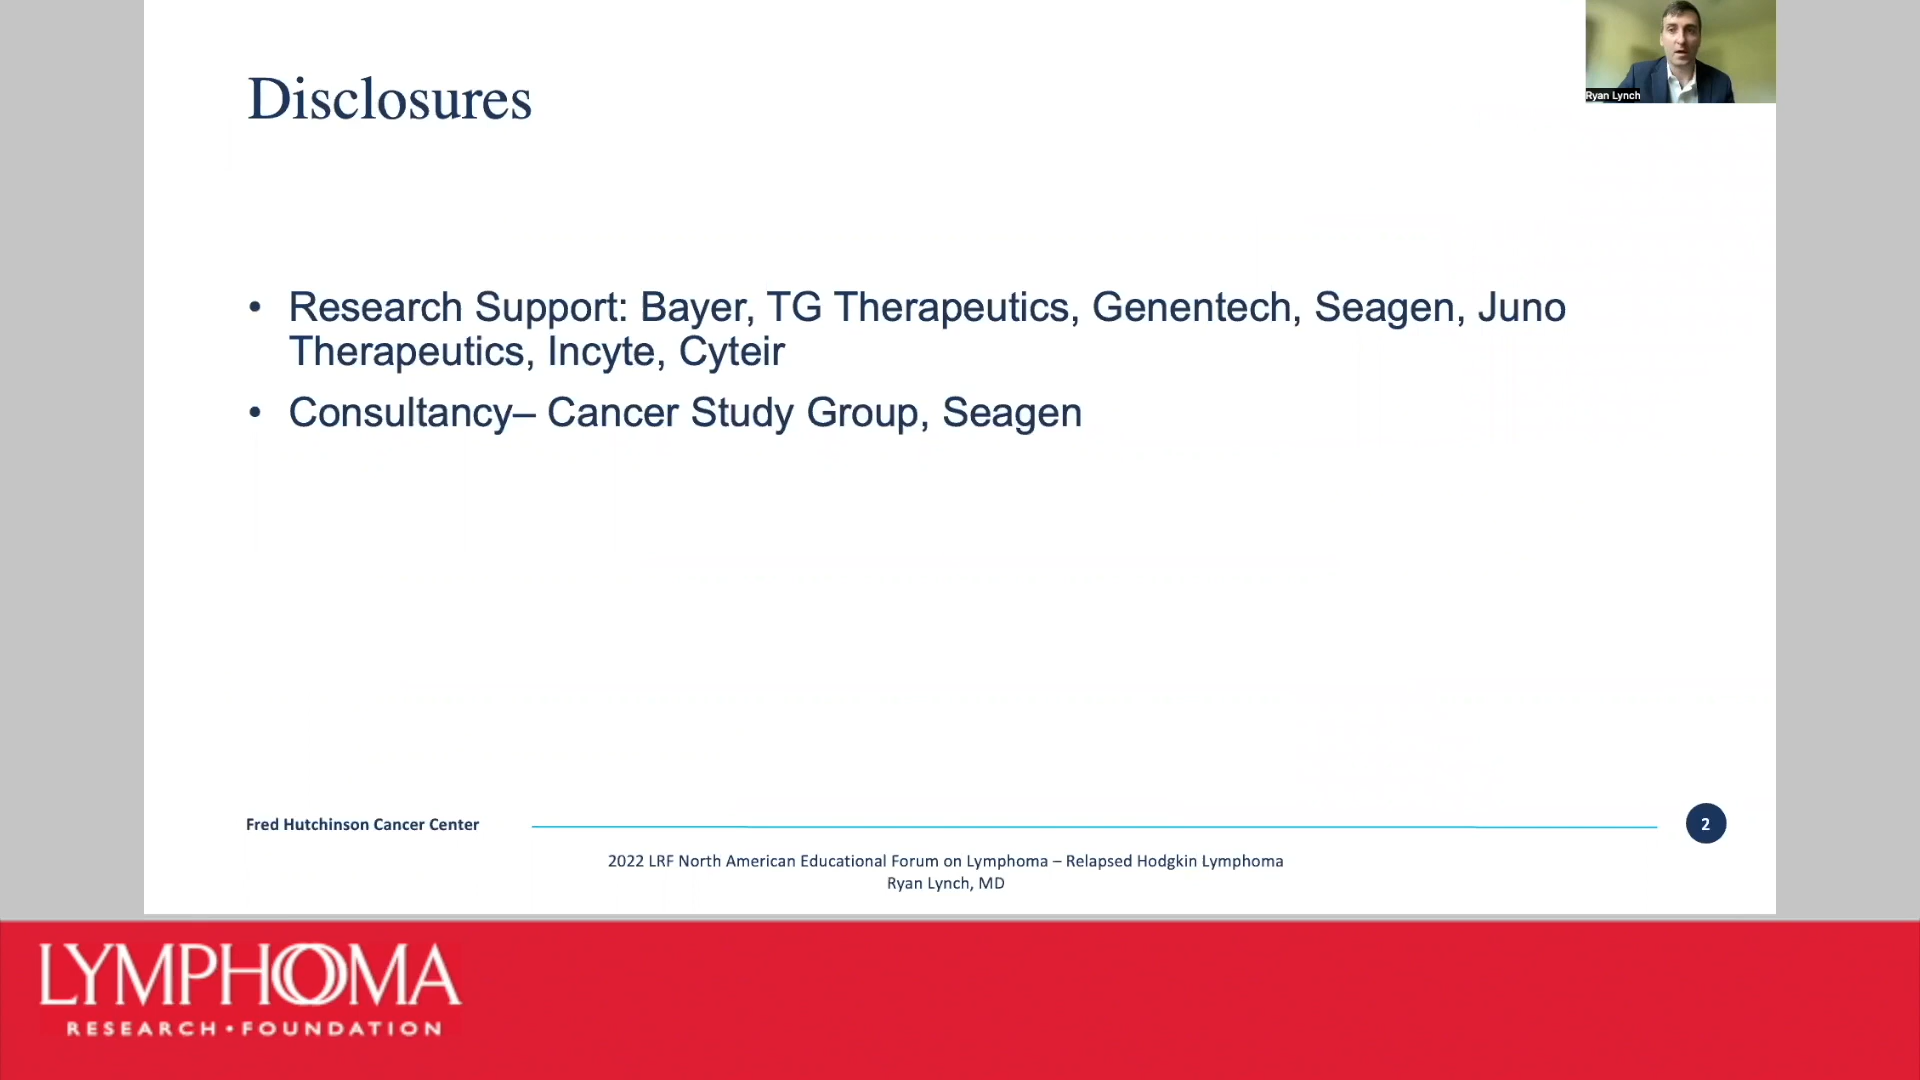 Disclosures
Ryan Lynch
• Research Support: Bayer, TG Therapeutics, Genentech, Seagen, Juno
Therapeutics, Incyte, Cyteir
• Consultancy– Cancer Study Group, Seagen
Fred Hutchinson Cancer Center
2
2022 LRF North American Educational Forum on Lymphoma – Relapsed Hodgkin Lymphoma
Ryan Lynch, MD
LYMPHOMA
RESEARCH • FOUNDATION